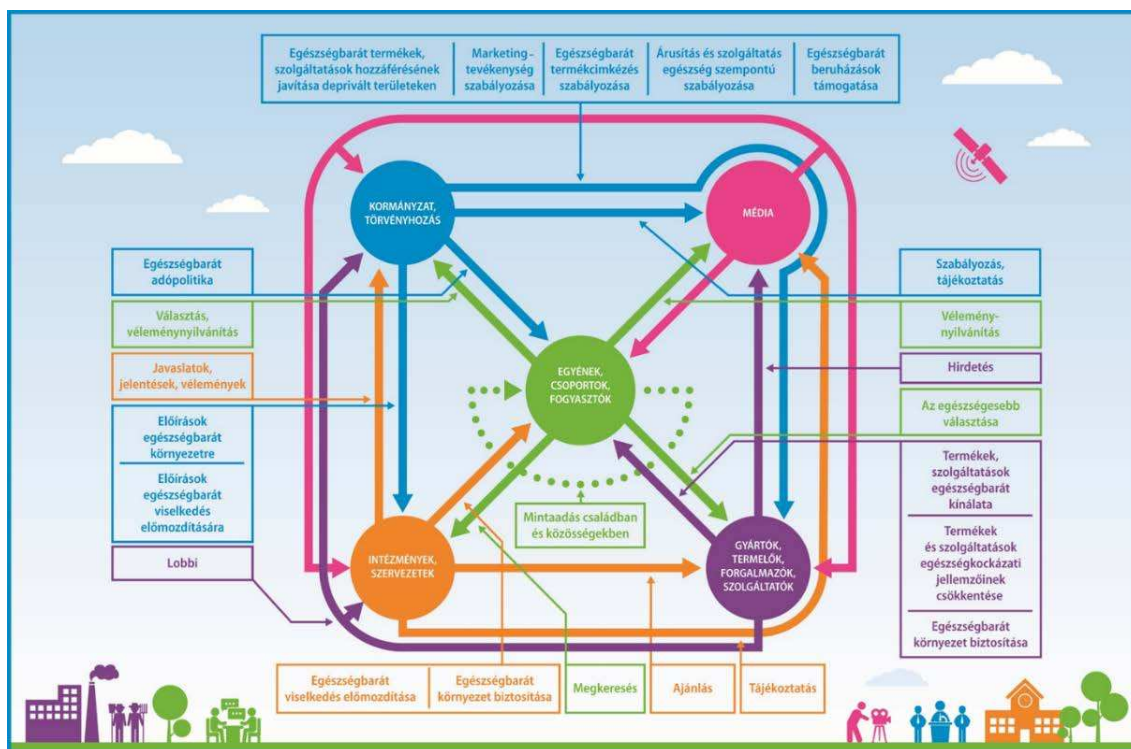 Egészségbarát termékek,
szolgáltatások hozzáférésének
javítása deprivált területeken
Marketing-
tevékenység
szabályozása
Egészségbarát
termékcimkézés
szabályozása
Árusítás és szolgáltatás
egészség szempontú
szabályozása
Egészségbarát
beruházások
támogatása
KORMÁNYZAT,
TÖRVÉNYHOZÁS
MÉDIA
Egészségbarát
adópolitika
Választás,
véleménynyilvánítás
Javaslatok,
jelentések, vélemények
Előírások
egészségbarát
környezetre
Előírások
egészségbarát
viselkedés
előmozdítására
Lobbi
EGYÉNEK,
CSOPORTOK,
FOGYASZTÓK
Mintaadás családban
és közösségekben
Szabályozás,
tájékoztatás
Vélemény-
nyilvánítás
Hirdetés
Az egészségesebb
választása
Termékek,
szolgáltatások
egészségbarát
kínálata
Termékek
és szolgáltatások
egészségkockázati
jellemzőinek
csökkentése
Egészségbarát
környezet biztosítása
INTÉZMÉNYEK,
SZERVEZETEK
GYÁRTÓK,
TERMELŐK,
FORGALMAZÓK,
SZOLGÁLTATÓK
Egészségbarát
viselkedés előmozdítása
Egészségbarát
környezet biztosítása
Megkeresés
Ajánlás
Tájékoztatás